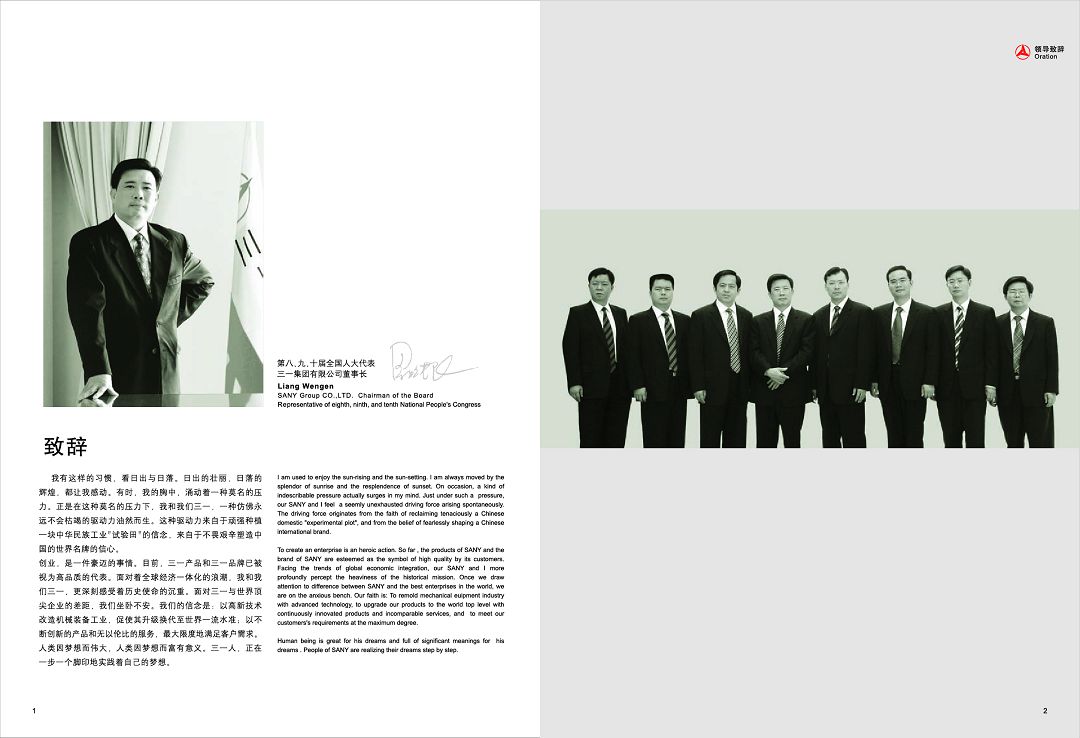 领导致辞
Oration
第八、九、十届全国人大代表
三一集团有限公司董事长
Liang Wengen
SANY Group CO.,LTD. Chairman of the Board
Representative of eighth, ninth, and tenth National People's Congress
致辞
我有这样的习惯，看日出与日落。日出的壮丽，日落的
辉煌，都让我感动。有时，我的胸中，涌动着一种莫名的压
力。正是在这种莫名的压力下，我和我们三一，一种仿佛永
远不会枯竭的驱动力油然而生。这种驱动力来自于顽强种植
一块中华民族工业“试验田”的信念，来自于不畏艰辛塑造中
国的世界名牌的信心。
创业，是一件豪迈的事情。目前，三一产品和三一品牌已被
视为高品质的代表。面对着全球经济一体化的浪潮，我和我
们三一，更深刻感受着历史使命的沉重。面对三一与世界顶
尖企业的差距，我们坐卧不安。我们的信念是：以高新技术
改造机械装备工业，促使其升级换代至世界一流水准；以不
断创新的产品和无以伦比的服务，最大限度地满足客户需求。
人类因梦想而伟大，人类因梦想而富有意义。三一人，正在
一步一个脚印地实践着自己的梦想。
I am used to enjoy the sun-rising and the sun-setting. I am always moved by the
splendor of sunrise and the resplendence of sunset. On occasion, a kind of
indescribable pressure actually surges in my mind. Just under such a pressure,
our SANY and I feel a seemly unexhausted driving force arising spontaneously.
The driving force originates from the faith of reclaiming tenaciously a Chinese
domestic "experimental plot", and from the belief of fearlessly shaping a Chinese
international brand.
To create an enterprise is an heroic action. So far , the products of SANY and the
brand of SANY are esteemed as the symbol of high quality by its customers.
Facing the trends of global economic integration, our SANY and I more
profoundly percept the heaviness of the historical mission. Once we draw
attention to difference between SANY and the best enterprises in the world, we
are on the anxious bench. Our faith is: To remold mechanical euipment industry
with advanced technology, to upgrade our products to the world top level with
continuously innovated products and incomparable services, and to meet our
customers's requirements at the maximum degree.
Human being is great for his dreams and full of significant meanings for his
dreams . People of SANY are realizing their dreams step by step.
1
2